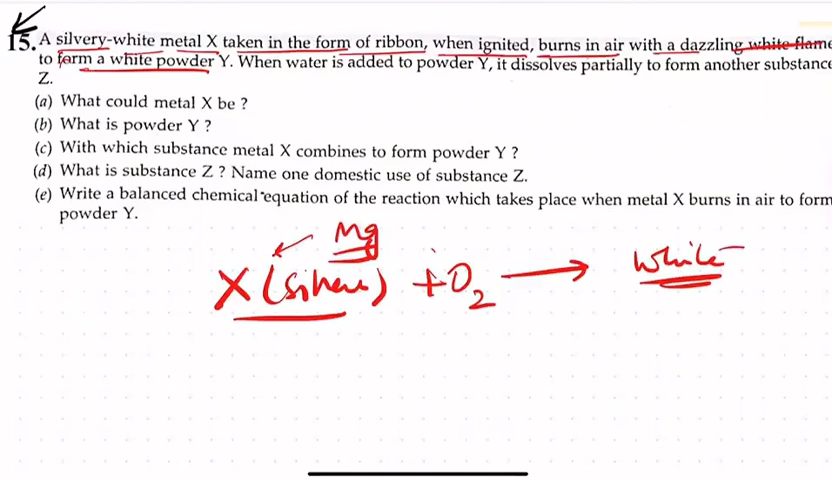 15. A silvery-white metal X taken in the form of ribbon, when ignited, burns in air with a dazzling white flame
to form a white powder Y. When water is added to powder Y, it dissolves partially to form another substance
Z.
(a) What could metal X be ?
(b) What is powder Y ?
(c) With which substance metal X combines to form powder Y ?
(d) What is substance Z ? Name one domestic use of substance Z.
(e) Write a balanced chemical equation of the reaction which takes place when metal X burns in air to form
powder Y.
Mg
X ( ) + O2 → white